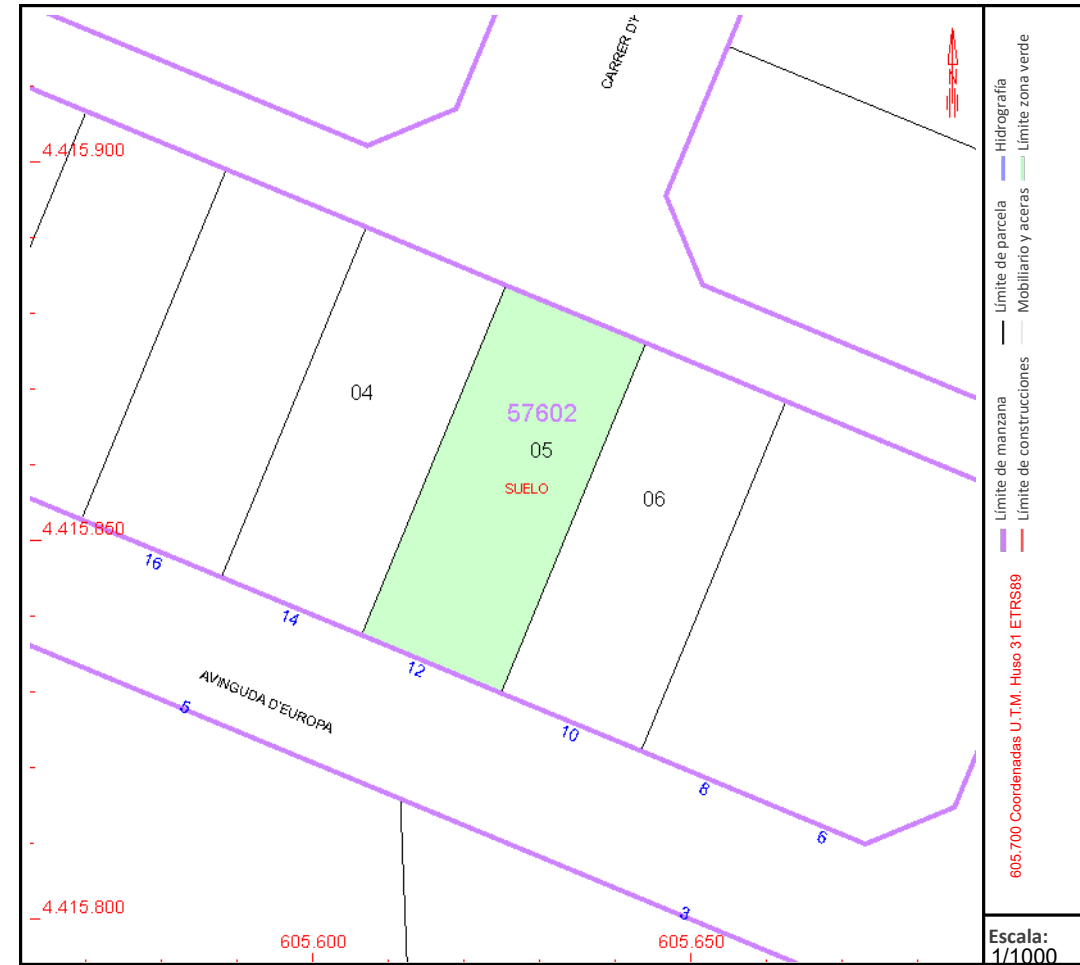 CARRER D'
4.415.900
04
57602
05
SUELO
06
4.415.850
16
14
12
10
8
6
AVINGUDA D'EUROPA
5
3
4.415.800
605.600
605.650
N
Hidrografía
Límite zona verde
Límite de parcela
Mobiliario y aceras
Límite de manzana
Límite de construcciones
605.700 Coordenadas U.T.M. Huso 31 ETRS89
Escala:
1/1000